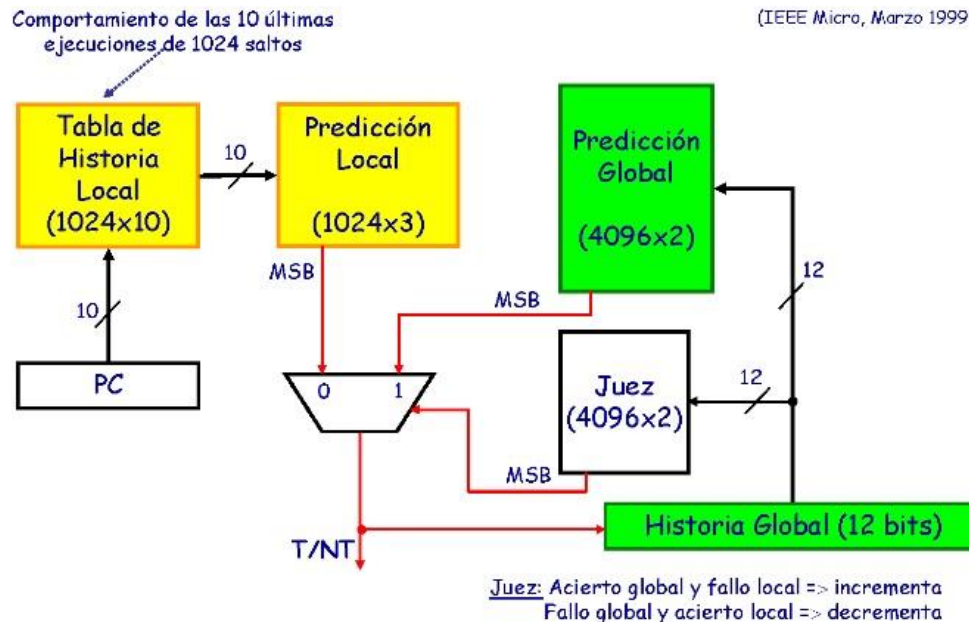 Comportamiento de las 10 últimas
ejecuciones de 1024 saltos
(IEEE Micro, Marzo 1999
Tabla de
Historia
Local
(1024x10)
10
Predicción
Local
(1024x3)
Predicción
Global
(4096x2)
MSB
MSB
12
10
PC
0 1
Juez
(4096x2)
12
MSB
T/NT
Historia Global (12 bits)
Juez: Acierto global y fallo local => incrementa
Fallo global y acierto local => decrementa